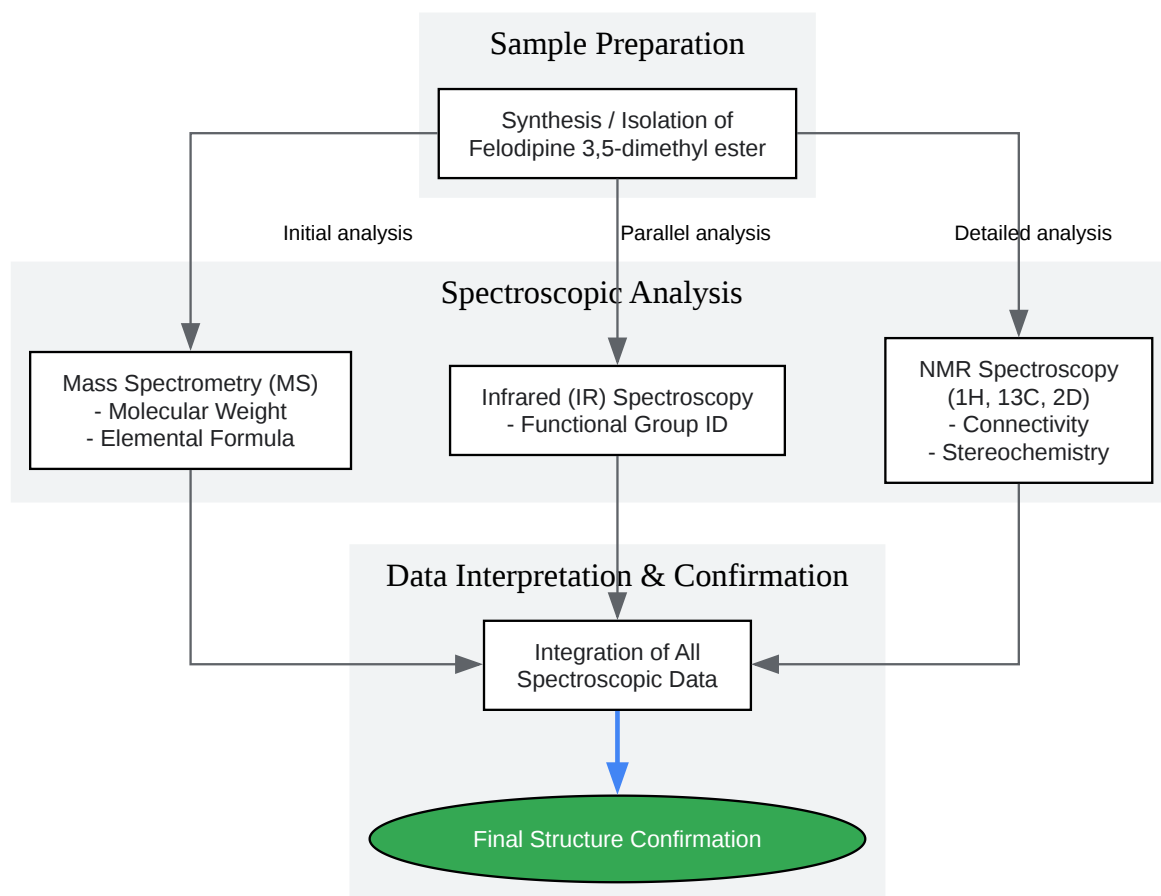 Sample Preparation
Synthesis / Isolation of
Felodipine 3,5-dimethyl ester
Initial analysis
Parallel analysis
Detailed analysis
Spectroscopic Analysis
Mass Spectrometry (MS)
- Molecular Weight
- Elemental Formula
Infrared (IR) Spectroscopy
- Functional Group ID
NMR Spectroscopy
(1H, 13C, 2D)
- Connectivity
- Stereochemistry
Data Interpretation & Confirmation
Integration of All
Spectroscopic Data
Final Structure Confirmation